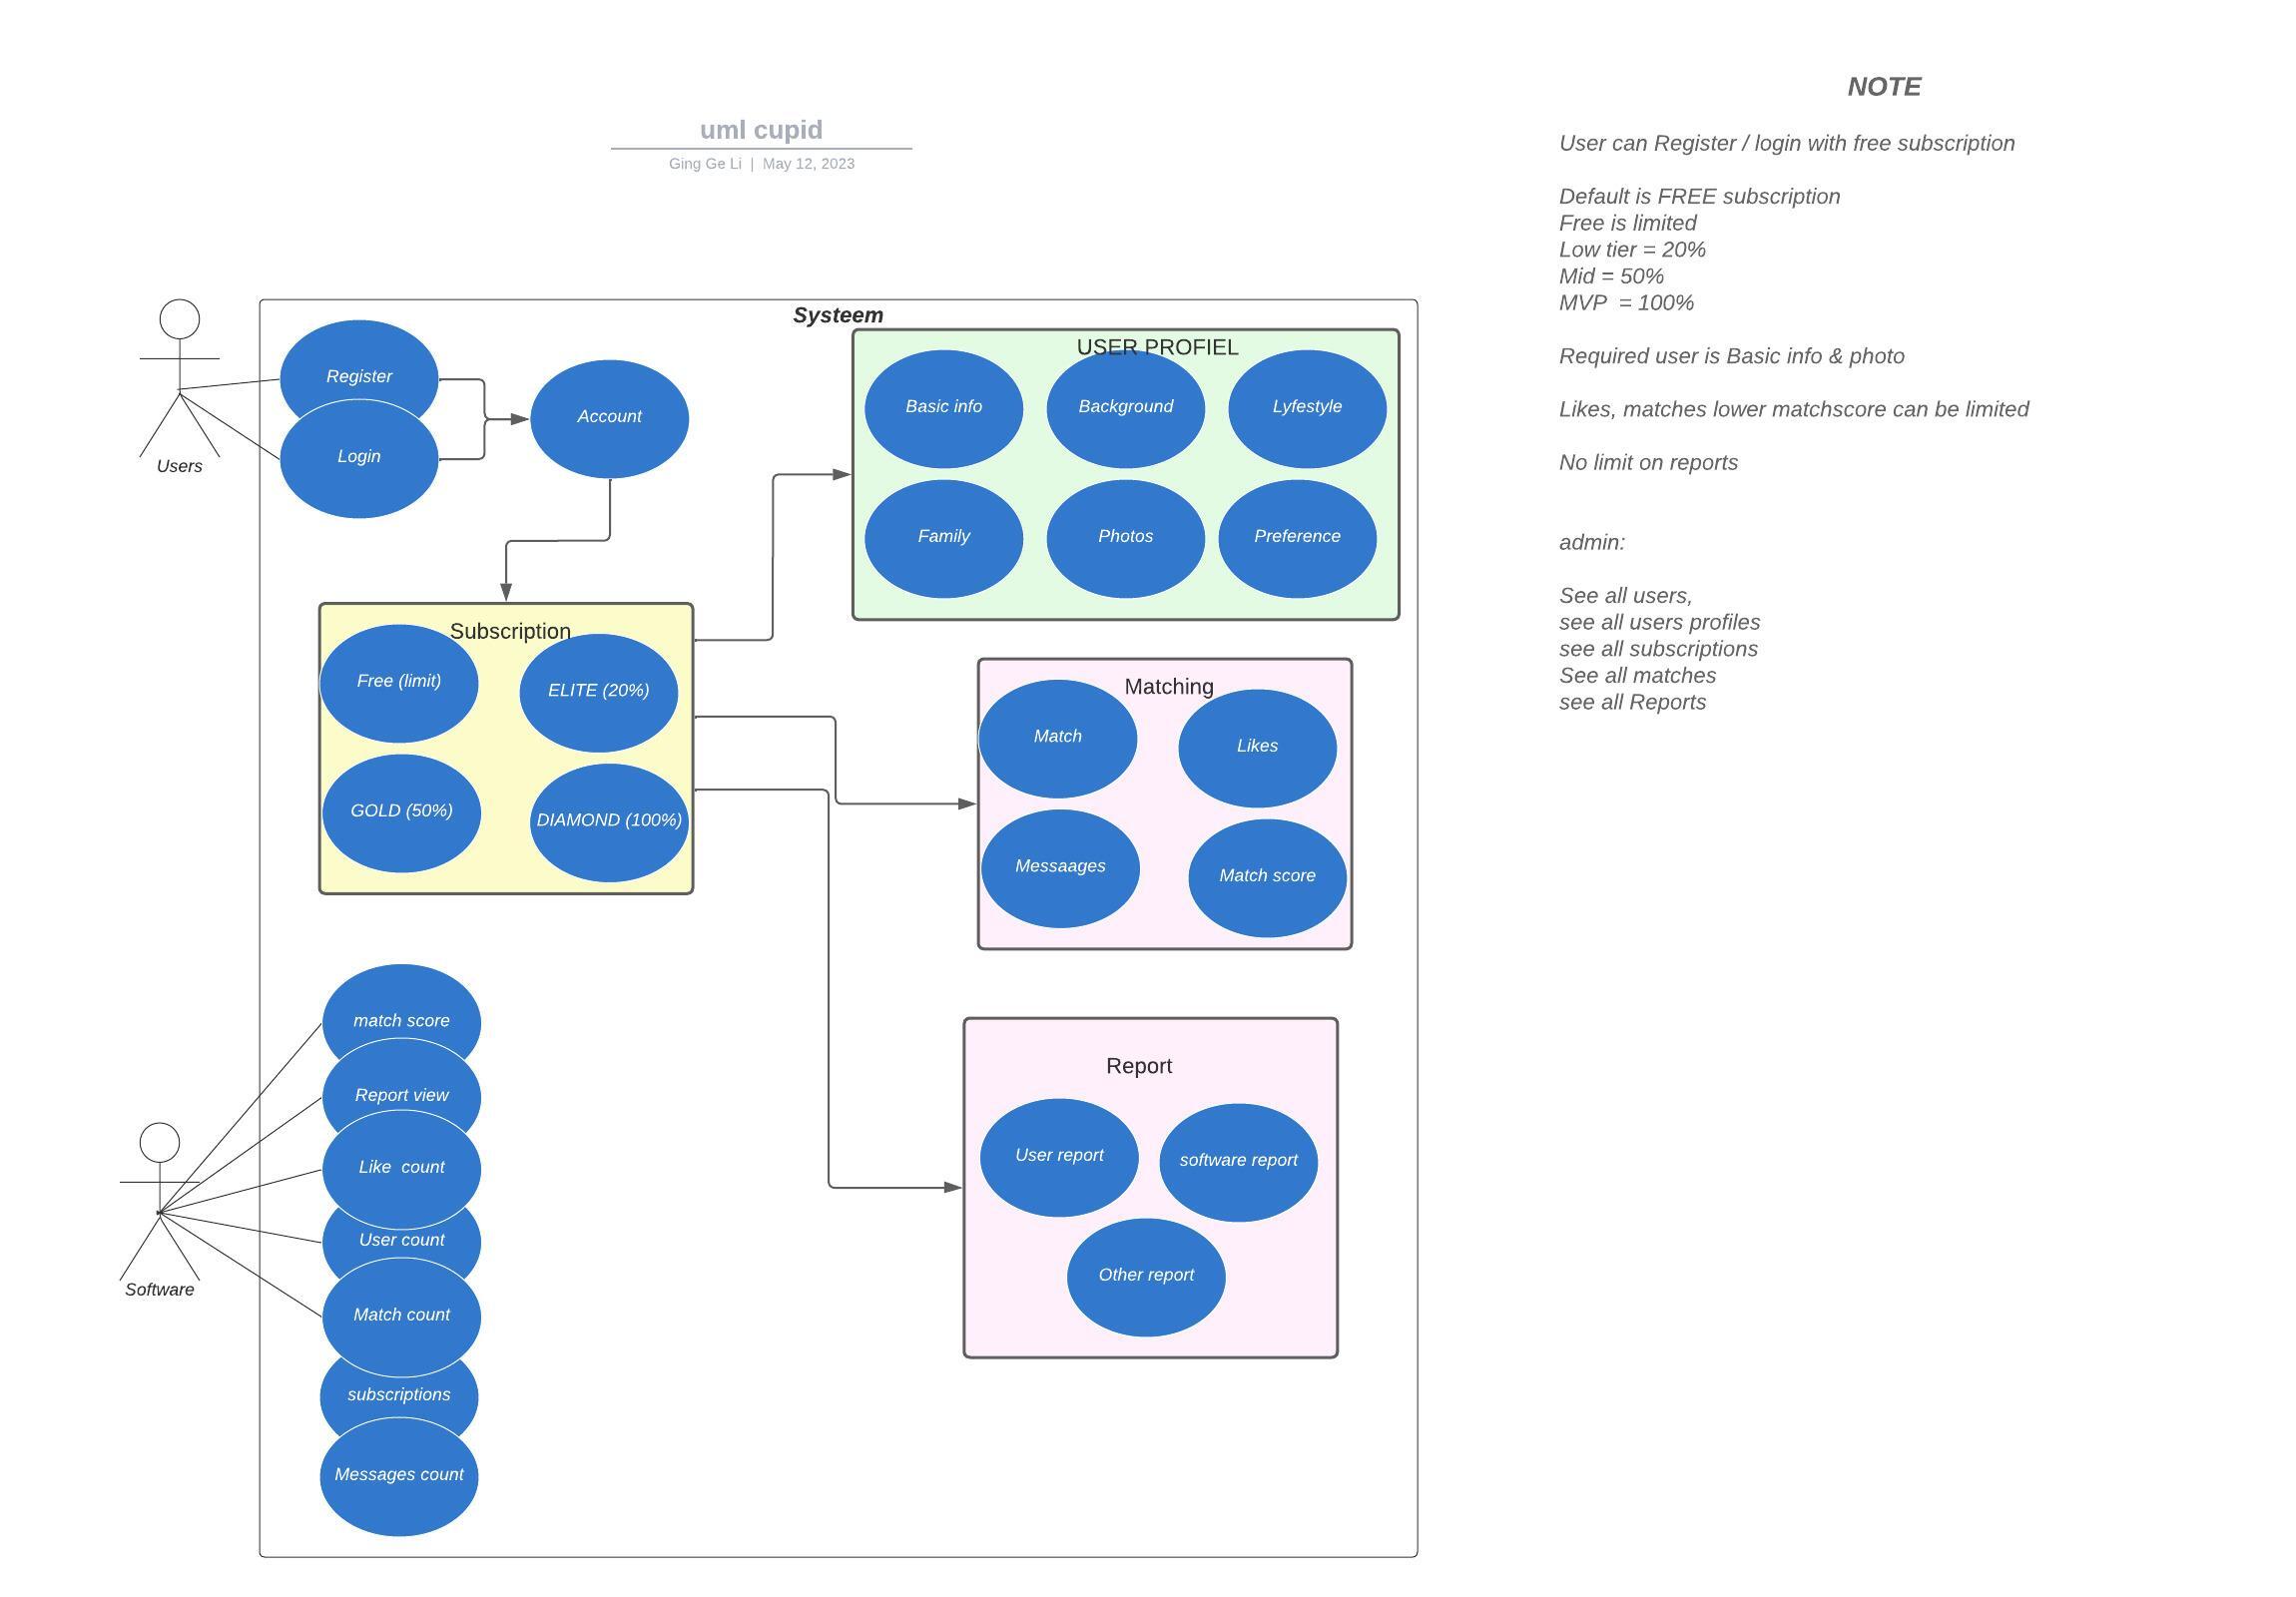 uml cupid
Ging Ge Li | May 12, 2023
NOTE
User can Register / login with free subscription
Default is FREE subscription
Free is limited
Low tier = 20%
Mid = 50%
MVP  = 100%
Required user is Basic info & photo
Likes, matches lower matchscore can be limited
No limit on reports
admin:
See all users,
see all users profiles
see all subscriptions
See all matches
see all Reports
Systeem
Users
Register
Login
Account
USER PROFIEL
Basic info
Background
Lyfestyle
Family
Photos
Preference
Subscription
Free (limit)
ELITE (20%)
GOLD (50%)
DIAMOND (100%)
Matching
Match
Likes
Messaages
Match score
Report
User report
software report
Other report
Software
match score
Report view
Like  count
User count
Match count
subscriptions
Messages count